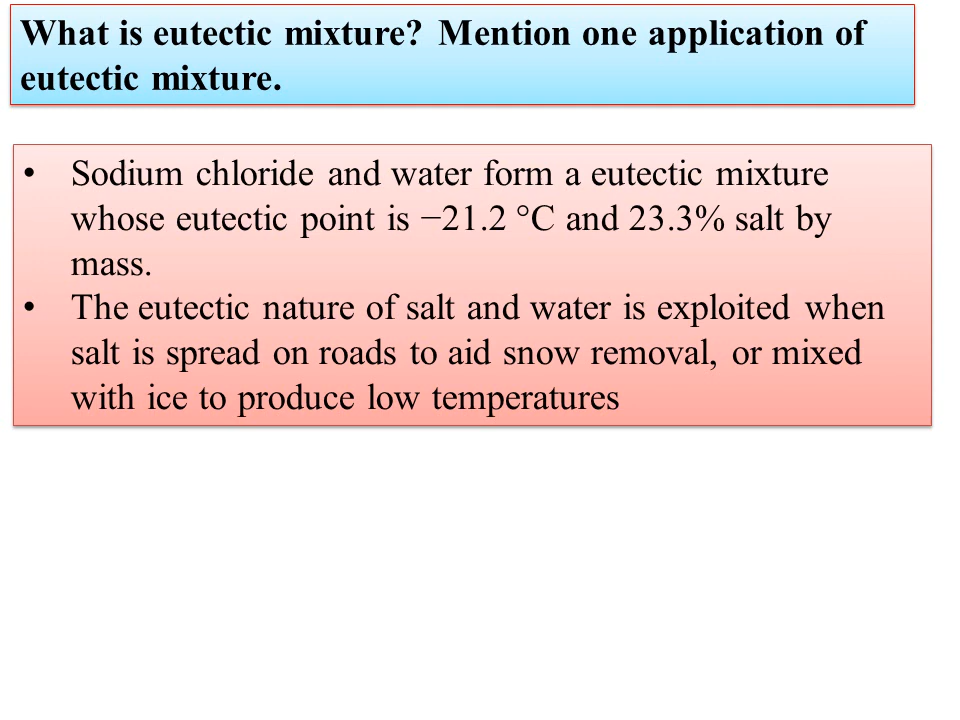 What is eutectic mixture? Mention one application of
eutectic mixture.
• Sodium chloride and water form a eutectic mixture
whose eutectic point is −21.2 °C and 23.3% salt by
mass.
• The eutectic nature of salt and water is exploited when
salt is spread on roads to aid snow removal, or mixed
with ice to produce low temperatures